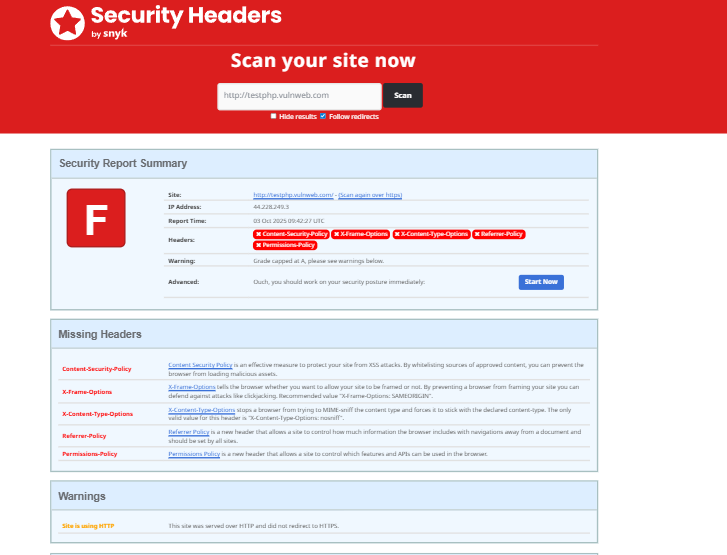 Security Headers
by snyk
Scan your site now
http://testphp.vulnweb.com
Scan
Hide results Follow redirects
Security Report Summary
F
Site: http://testphp.vulnweb.com/ - (Scan again over https)
IP Address: 44.228.249.3
Report Time: 03 Oct 2025 09:42:27 UTC
Headers: ✖ Content-Security-Policy ✖ X-Frame-Options ✖ X-Content-Type-Options ✖ Referrer-Policy
✖ Permissions-Policy
Warning: Grade capped at A, please see warnings below.
Advanced: Ouch, you should work on your security posture immediately: Start Now
Missing Headers
Content-Security-Policy Content Security Policy is an effective measure to protect your site from XSS attacks. By whitelisting sources of approved content, you can prevent the
browser from loading malicious assets.
X-Frame-Options X-Frame-Options tells the browser whether you want to allow your site to be framed or not. By preventing a browser from framing your site you can
defend against attacks like clickjacking. Recommended value "X-Frame-Options: SAMEORIGIN".
X-Content-Type-Options X-Content-Type-Options stops a browser from trying to MIME-sniff the content type and forces it to stick with the declared content-type. The only
valid value for this header is "X-Content-Type-Options: nosniff".
Referrer-Policy Referrer Policy is a new header that allows a site to control how much information the browser includes with navigations away from a document and
should be set by all sites.
Permissions-Policy Permissions Policy is a new header that allows a site to control which features and APIs can be used in the browser.
Warnings
Site is using HTTP This site was served over HTTP and did not redirect to HTTPS.